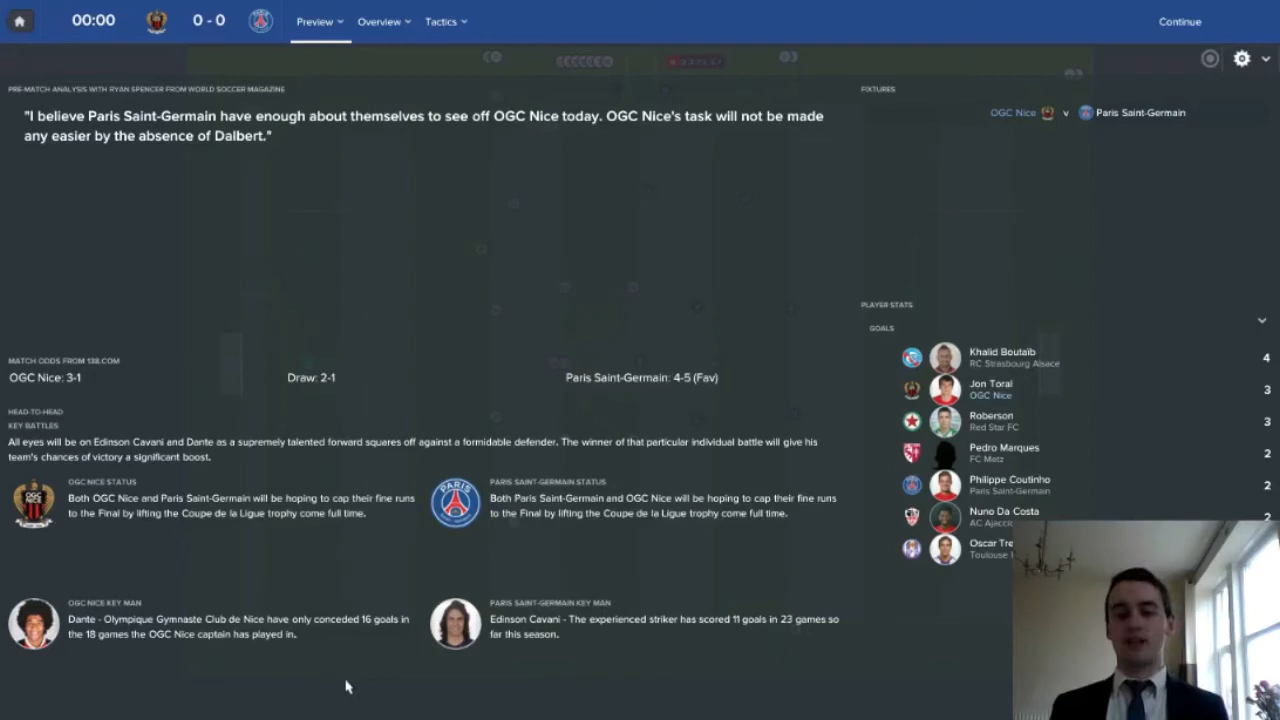 00:00
0 - 0
Preview
Overview
Tactics
Continue
PRE-MATCH ANALYSIS WITH RYAN SPENCER FROM WORLD SOCCER MAGAZINE
"I believe Paris Saint-Germain have enough about themselves to see off OGC Nice today. OGC Nice's task will not be made
any easier by the absence of Dalbert."
FIXTURES
OGC Nice v Paris Saint-Germain
MATCH ODDS FROM 138.COM
OGC Nice: 3-1
Draw: 2-1
Paris Saint-Germain: 4-5 (Fav)
HEAD-TO-HEAD
KEY BATTLES
All eyes will be on Edinson Cavani and Dante as a supremely talented forward squares off against a formidable defender. The winner of that particular individual battle will give his
team's chances of victory a significant boost.
OGC NICE STATUS
Both OGC Nice and Paris Saint-Germain will be hoping to cap their fine runs
to the Final by lifting the Coupe de la Ligue trophy come full time.
PARIS SAINT-GERMAIN STATUS
Both Paris Saint-Germain and OGC Nice will be hoping to cap their fine runs
to the Final by lifting the Coupe de la Ligue trophy come full time.
OGC NICE KEY MAN
Dante - Olympique Gymnaste Club de Nice have only conceded 16 goals in
the 18 games the OGC Nice captain has played in.
PARIS SAINT-GERMAIN KEY MAN
Edinson Cavani - The experienced striker has scored 11 goals in 23 games so
far this season.
PLAYER STATS
GOALS
Khalid Boutaïb
RC Strasbourg Alsace
4
Jon Toral
OGC Nice
3
Roberson
Red Star FC
3
Pedro Marques
FC Metz
2
Philippe Coutinho
Paris Saint-Germain
2
Nuno Da Costa
AC Ajaccio
2
Oscar Tre
Toulouse